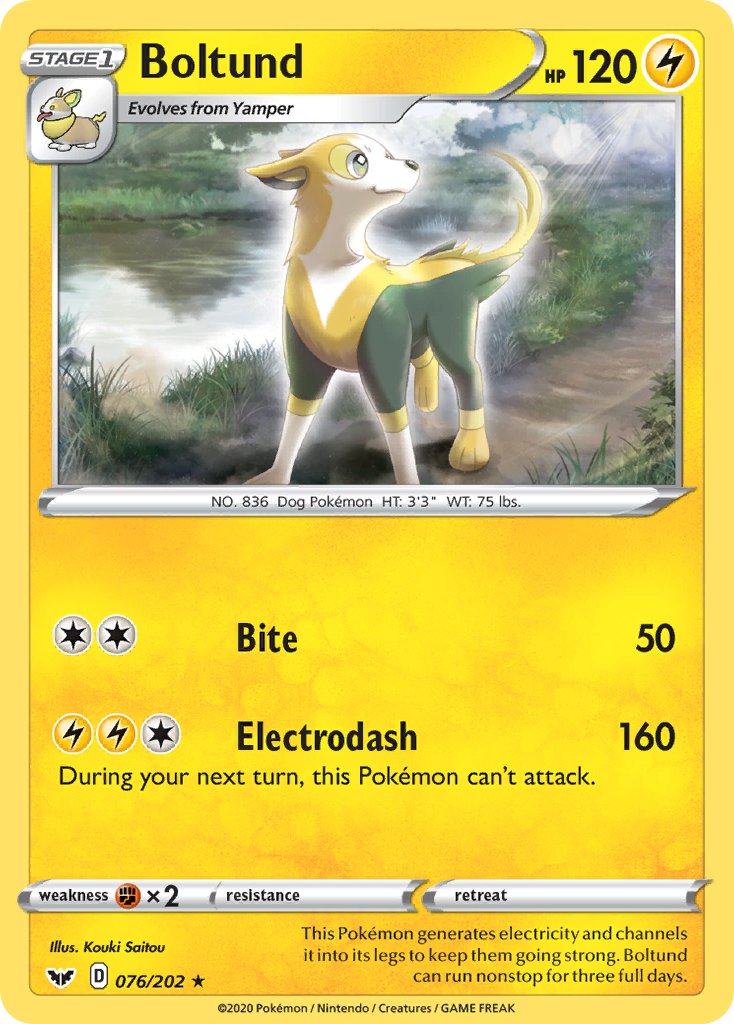 STAGE1
Boltund
HP 120
Evolves from Yamper
NO. 836 Dog Pokémon HT: 3'3" WT: 75 lbs.
Bite 50
Electrodash 160
During your next turn, this Pokémon can't attack.
weakness ×2 resistance retreat
Illus. Kouki Saitou
This Pokémon generates electricity and channels
it into its legs to keep them going strong. Boltund
can run nonstop for three full days.
D 076/202 ★
©2020 Pokémon / Nintendo / Creatures / GAME FREAK